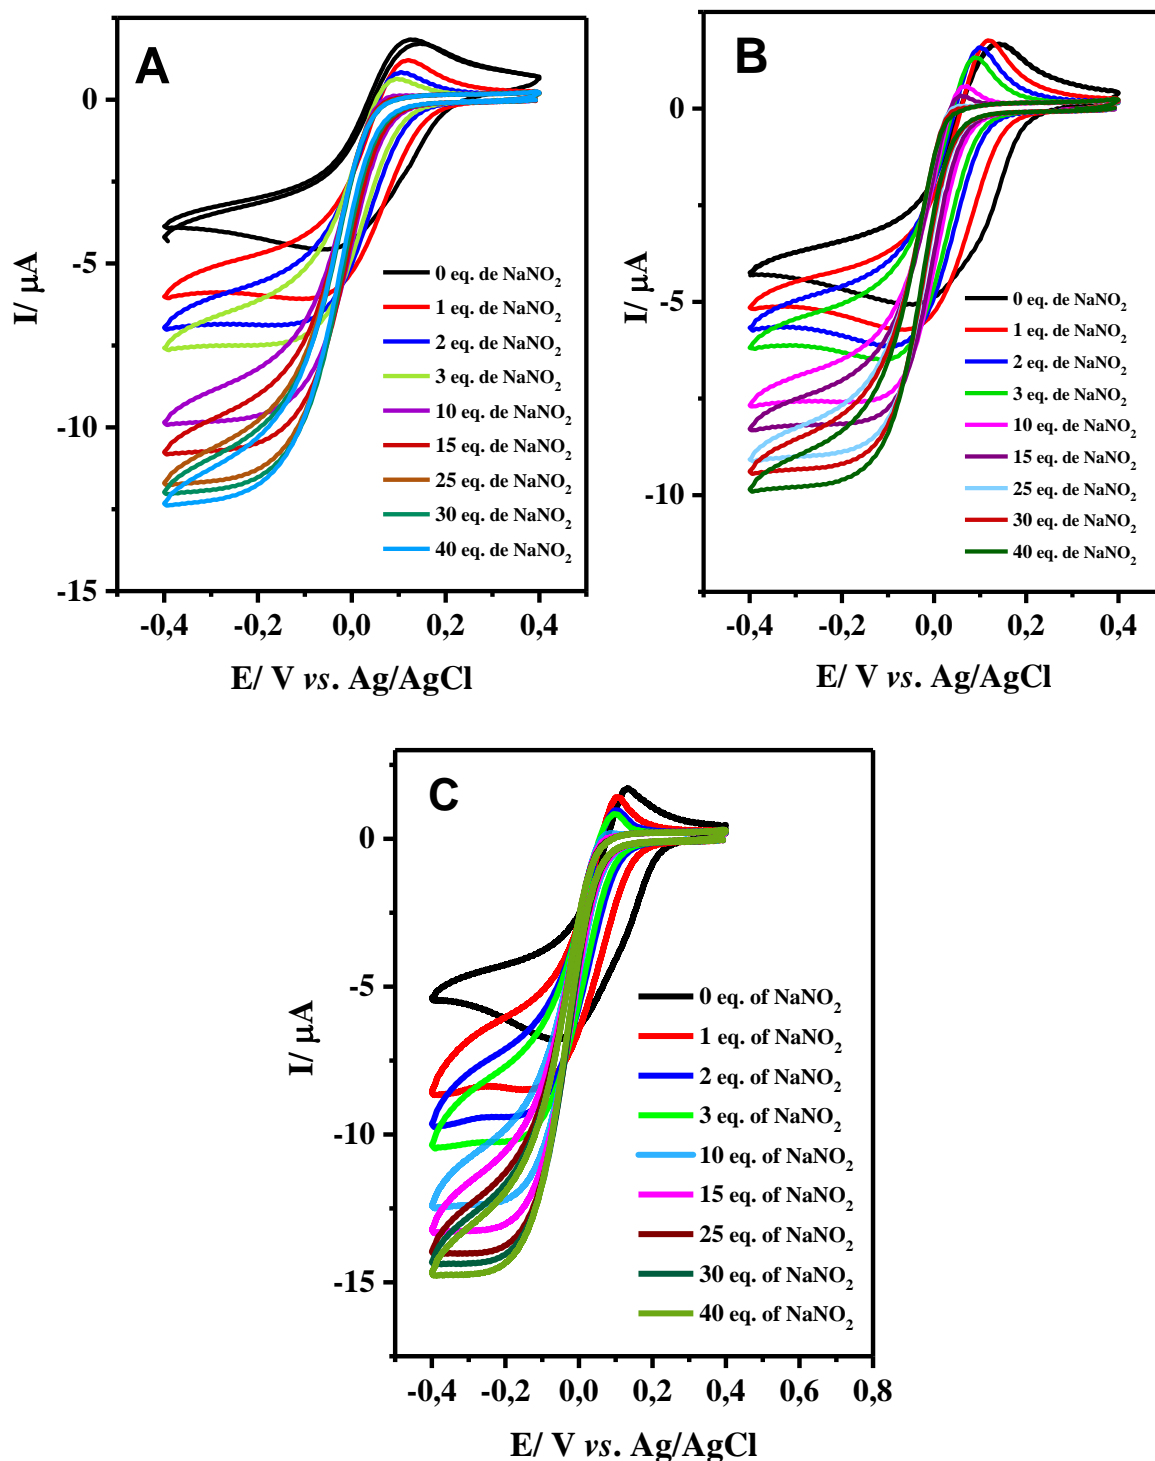 A
0
-5
-10
-15
I/ μA
0 eq. de NaNO2
1 eq. de NaNO2
2 eq. de NaNO2
3 eq. de NaNO2
10 eq. de NaNO2
15 eq. de NaNO2
25 eq. de NaNO2
30 eq. de NaNO2
40 eq. de NaNO2
-0,4 -0,2 0,0 0,2 0,4
E/ V vs. Ag/AgCl
B
0
-5
-10
I/ μA
0 eq. de NaNO2
1 eq. de NaNO2
2 eq. de NaNO2
3 eq. de NaNO2
10 eq. de NaNO2
15 eq. de NaNO2
25 eq. de NaNO2
30 eq. de NaNO2
40 eq. de NaNO2
-0,4 -0,2 0,0 0,2 0,4
E/ V vs. Ag/AgCl
C
0
-5
-10
-15
I/ μA
0 eq. of NaNO2
1 eq. of NaNO2
2 eq. of NaNO2
3 eq. of NaNO2
10 eq. of NaNO2
15 eq. of NaNO2
25 eq. of NaNO2
30 eq. of NaNO2
40 eq. of NaNO2
-0,4 -0,2 0,0 0,2 0,4 0,6 0,8
E/ V vs. Ag/AgCl